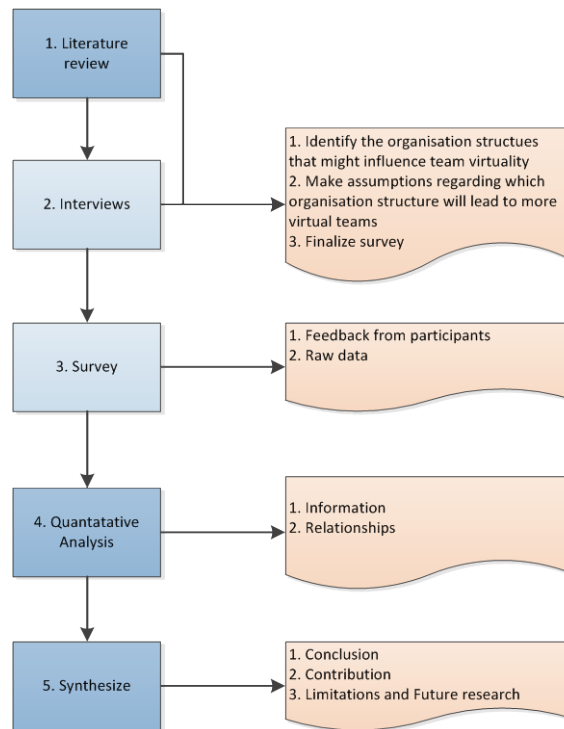 1. Literature
review
2. Interviews
1. Identify the organisation structues
that might influence team virtuality
2. Make assumptions regarding which
organisation structure will lead to more
virtual teams
3. Finalize survey
3. Survey
1. Feedback from participants
2. Raw data
4. Quantatative
Analysis
1. Information
2. Relationships
5. Synthesize
1. Conclusion
2. Contribution
3. Limitations and Future research